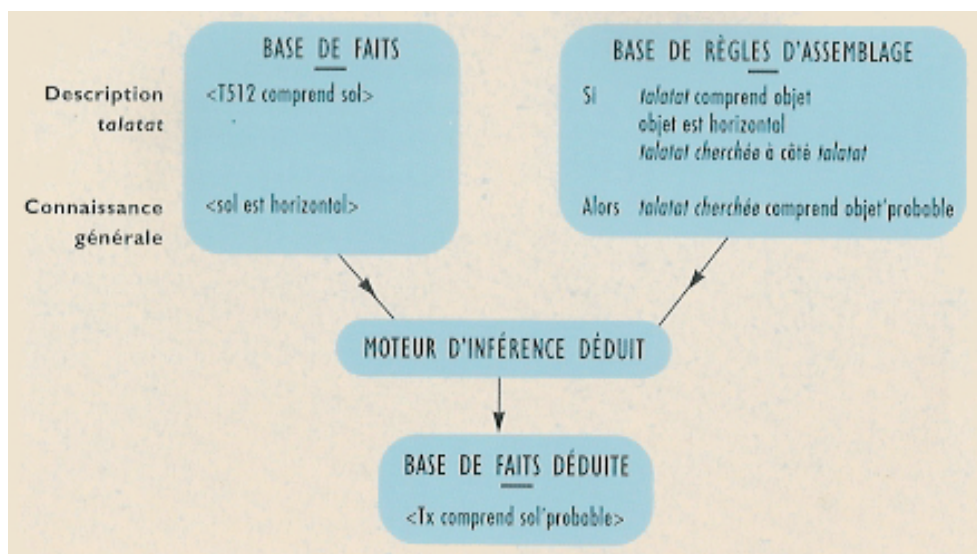 BASE DE FAITS
Description
talatat
<T512 comprend sol>
Connaissance
générale
<sol est horizontal>
BASE DE RÈGLES D'ASSEMBLAGE
Si talatat comprend objet
objet est horizontal
talatat cherchée à côté talatat
Alors talatat cherchée comprend objet'probable
MOTEUR D'INFÉRENCE DÉDUIT
BASE DE FAITS DÉDUITE
<Tx comprend sol'probable>